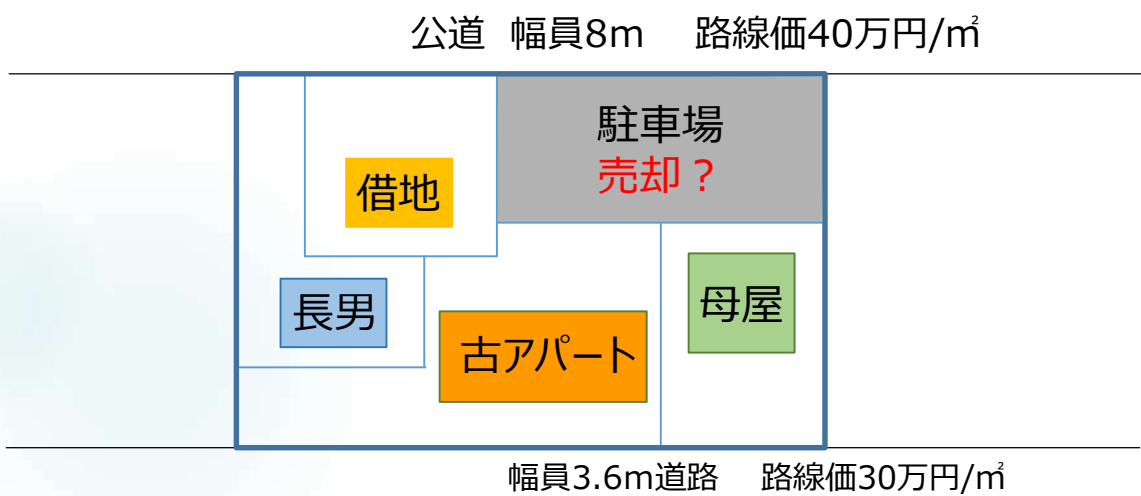 公道 幅員8m 路線価40万円/㎡
駐車場
売却？
借地
長男
古アパート
母屋
幅員3.6m道路 路線価30万円/㎡